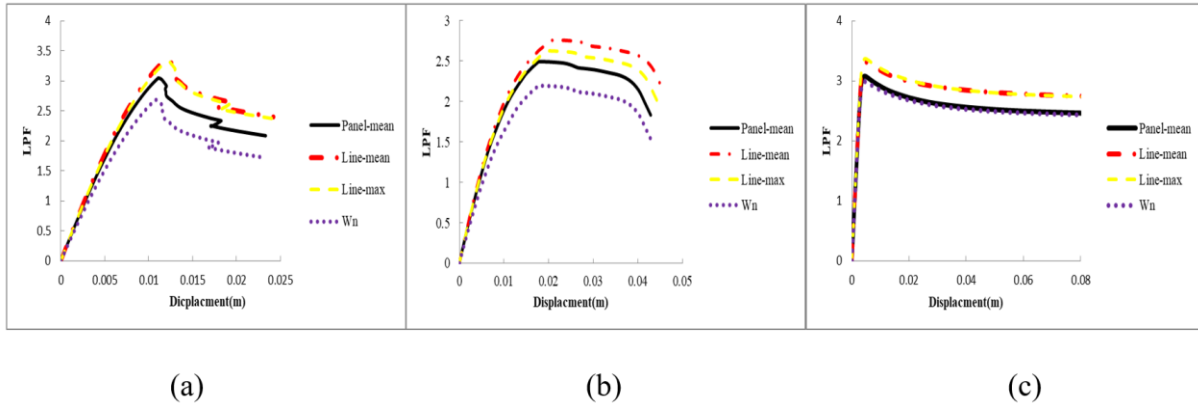 4
3.5
3
2.5
2
1.5
1
0.5
0
LPF
0 0.005 0.01 0.015 0.02 0.025
Dicplacment(m)
Panel-mean
Line-mean
Line-max
Wn
3
2.5
2
1.5
1
0.5
0
LPF
0 0.01 0.02 0.03 0.04 0.05
Displacment(m)
Panel-mean
Line-mean
Line-max
Wn
4
3
2
1
0
LPF
0 0.02 0.04 0.06 0.08
Displacment(m)
Panel-mean
Line-mean
Line-max
Wn
(a) (b) (c)